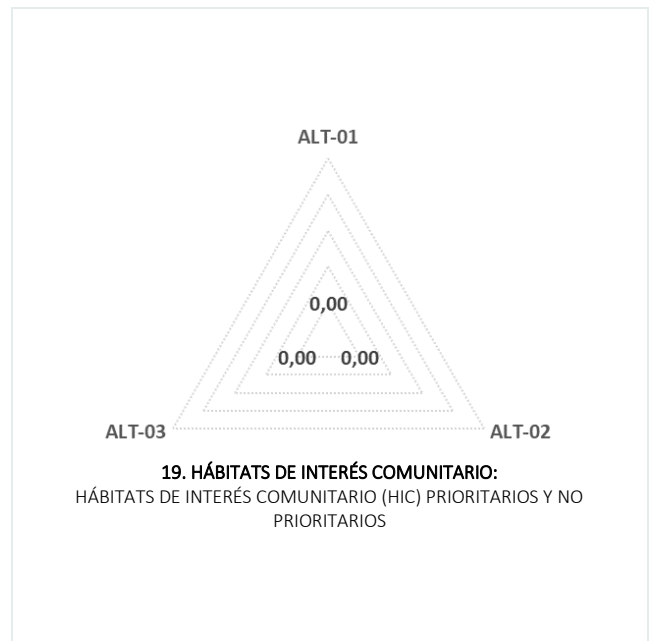 ALT-01
0,00
0,00 0,00
ALT-03 ALT-02
19. HÁBITATS DE INTERÉS COMUNITARIO:
HÁBITATS DE INTERÉS COMUNITARIO (HIC) PRIORITARIOS Y NO
PRIORITARIOS